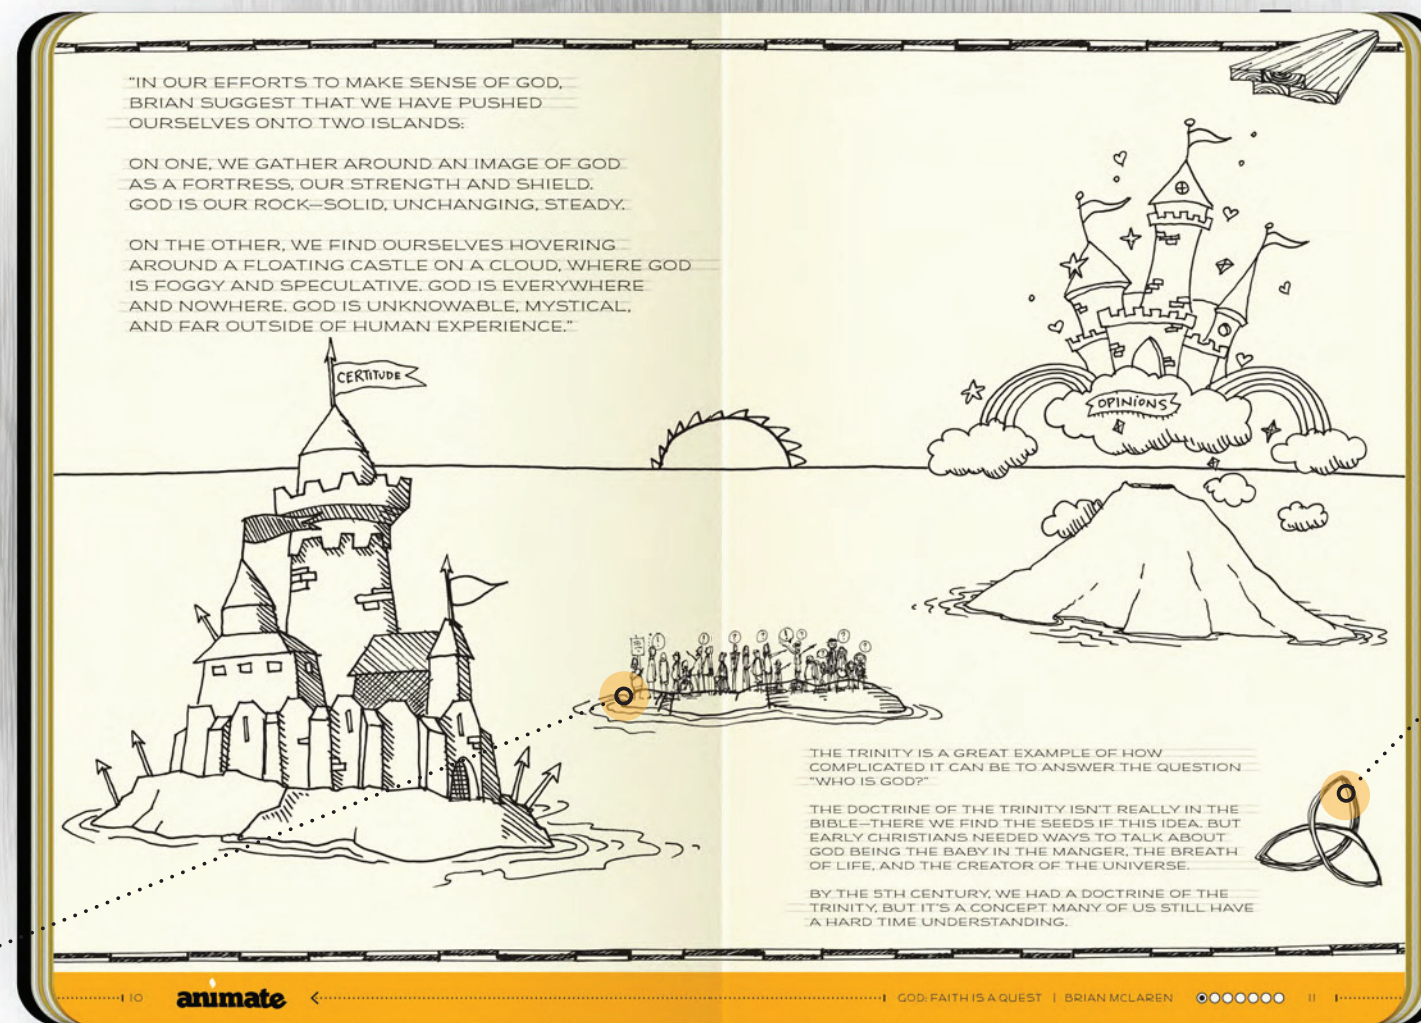 "IN OUR EFFORTS TO MAKE SENSE OF GOD,
BRIAN SUGGEST THAT WE HAVE PUSHED
OURSELVES ONTO TWO ISLANDS:
ON ONE, WE GATHER AROUND AN IMAGE OF GOD
AS A FORTRESS, OUR STRENGTH AND SHIELD.
GOD IS OUR ROCK—SOLID, UNCHANGING, STEADY.
ON THE OTHER, WE FIND OURSELVES HOVERING
AROUND A FLOATING CASTLE ON A CLOUD, WHERE GOD
IS FOGGY AND SPECULATIVE. GOD IS EVERYWHERE
AND NOWHERE. GOD IS UNKNOWABLE, MYSTICAL,
AND FAR OUTSIDE OF HUMAN EXPERIENCE."
CERTITUDE
OPINIONS
THE TRINITY IS A GREAT EXAMPLE OF HOW
COMPLICATED IT CAN BE TO ANSWER THE QUESTION
"WHO IS GOD?"
THE DOCTRINE OF THE TRINITY ISN'T REALLY IN THE
BIBLE—THERE WE FIND THE SEEDS IF THIS IDEA. BUT
EARLY CHRISTIANS NEEDED WAYS TO TALK ABOUT
GOD BEING THE BABY IN THE MANGER, THE BREATH
OF LIFE, AND THE CREATOR OF THE UNIVERSE.
BY THE 5TH CENTURY, WE HAD A DOCTRINE OF THE
TRINITY, BUT IT'S A CONCEPT MANY OF US STILL HAVE
A HARD TIME UNDERSTANDING.
10 animate
GOD: FAITH IS A QUEST | BRIAN MCLAREN 11